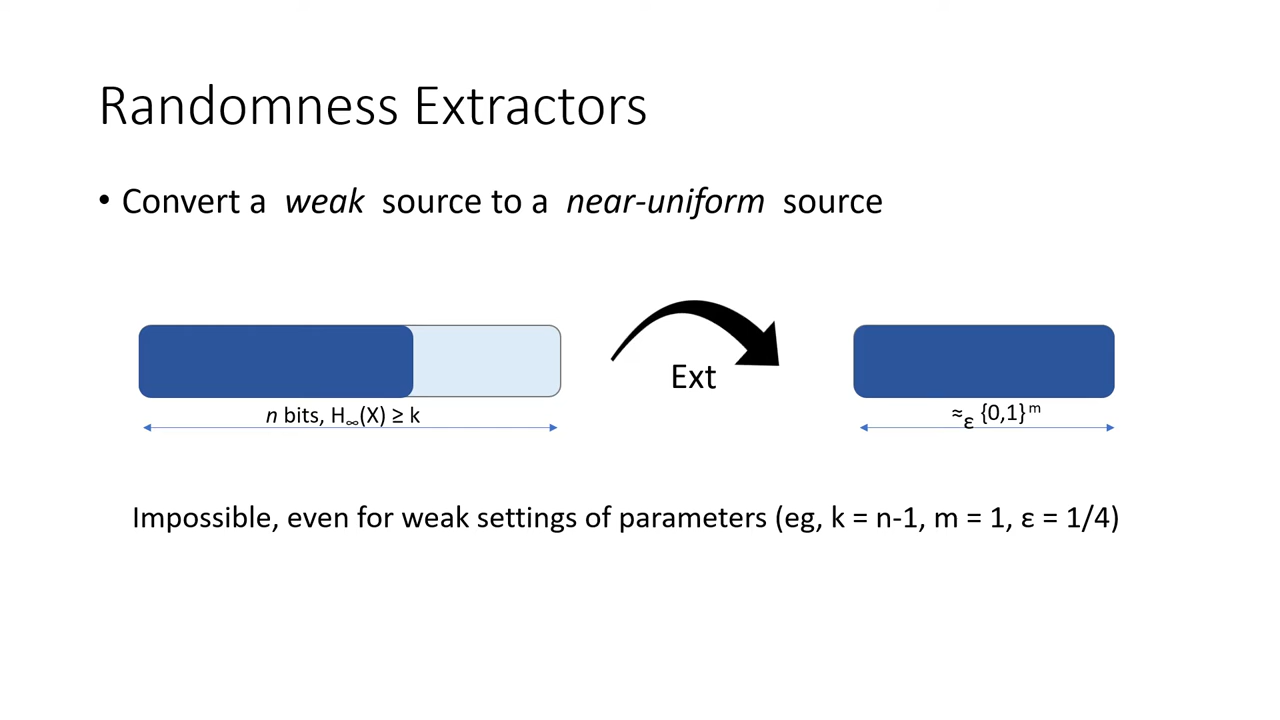 Randomness Extractors
• Convert a weak source to a near-uniform source
Ext
n bits, H∞(X) ≥ k
≈ε {0,1}ᵐ
Impossible, even for weak settings of parameters (eg, k = n-1, m = 1, ε = 1/4)